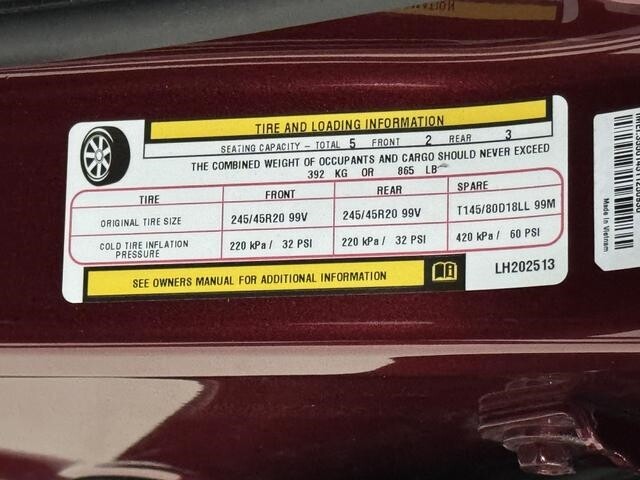 TIRE AND LOADING INFORMATION
SEATING CAPACITY - TOTAL 5 FRONT 2 REAR 3
THE COMBINED WEIGHT OF OCCUPANTS AND CARGO SHOULD NEVER EXCEED
392 KG OR 865 LB
TIRE FRONT REAR SPARE
ORIGINAL TIRE SIZE 245/45R20 99V 245/45R20 99V T145/80D18LL 99M
COLD TIRE INFLATION PRESSURE 220 kPa / 32 PSI 220 kPa / 32 PSI 420 kPa / 60 PSI
SEE OWNERS MANUAL FOR ADDITIONAL INFORMATION
LH202513
Made in Vietnam